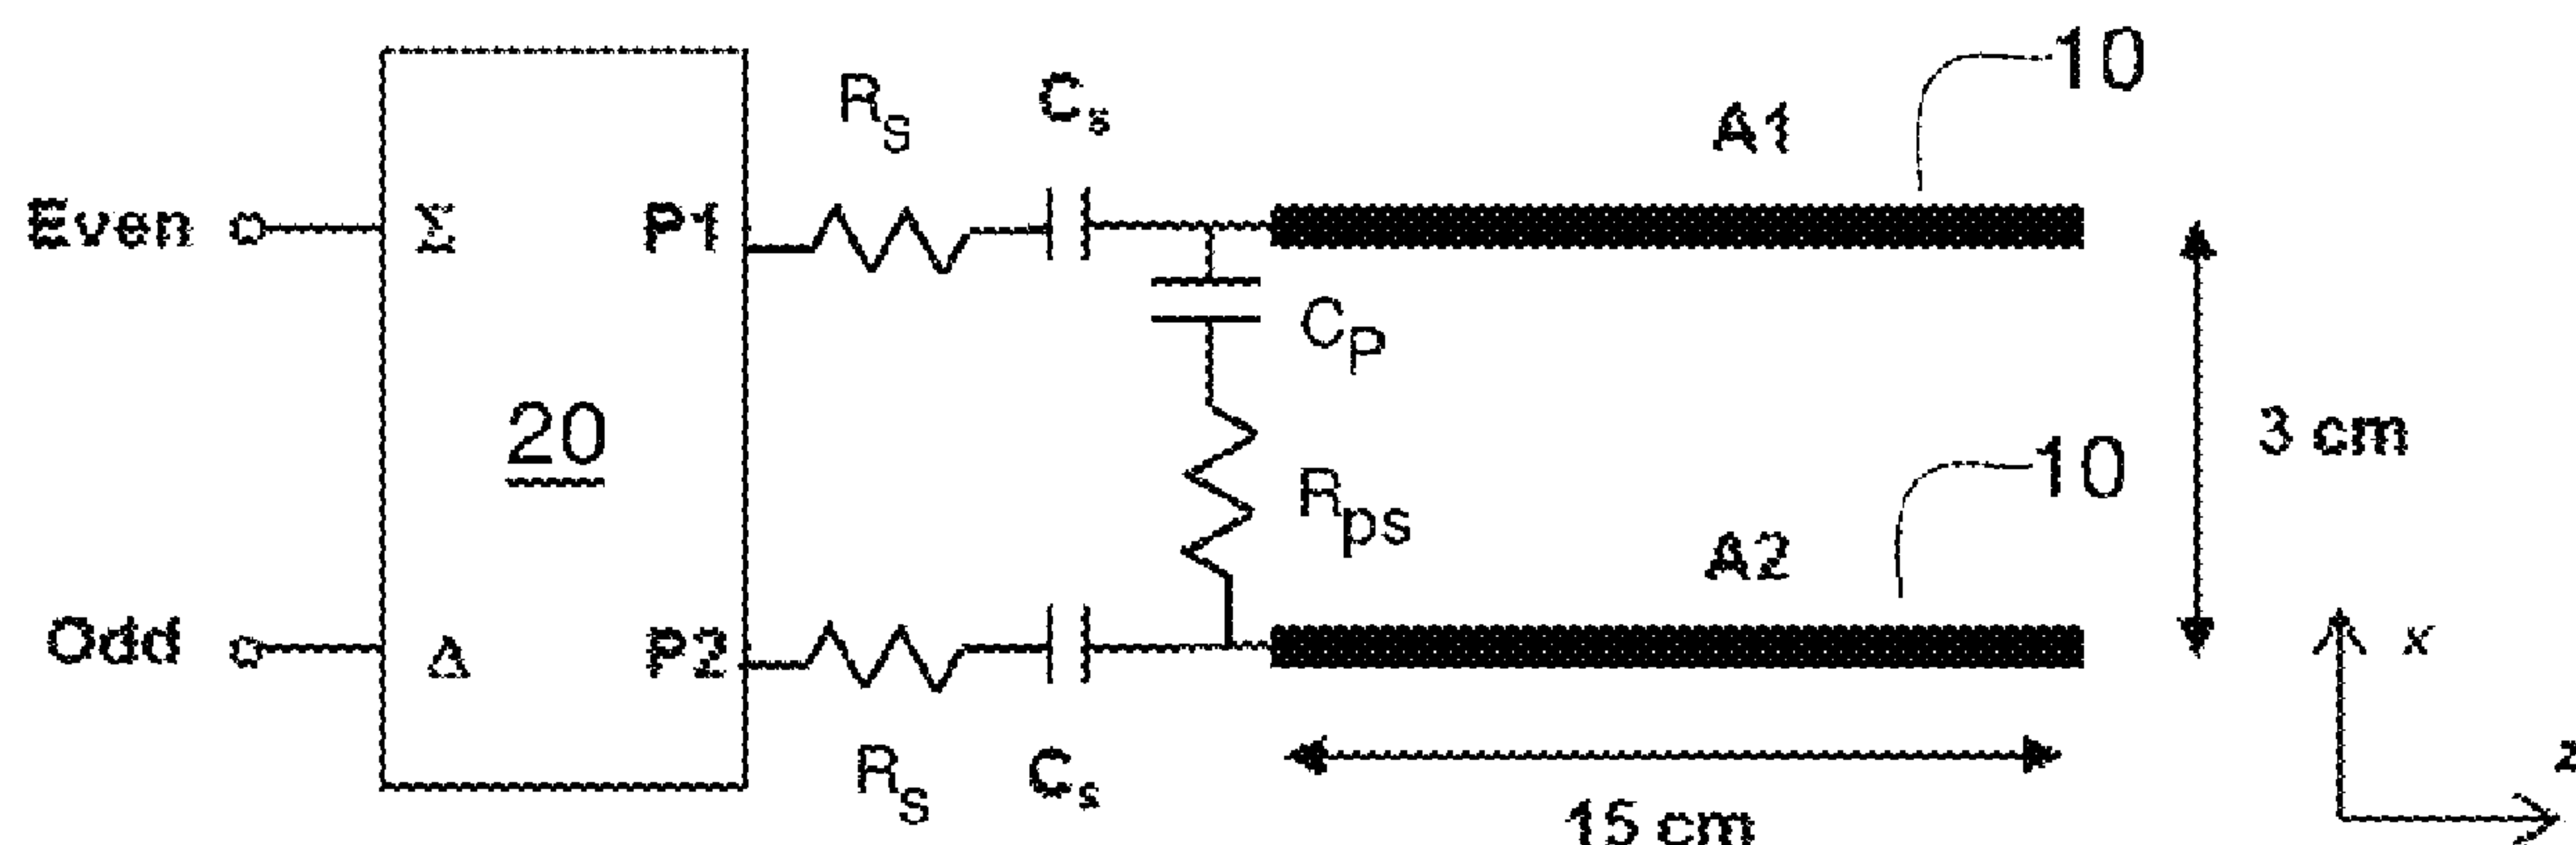 R_S C_s A1 10
Even Σ P1
C_P
20 3 cm
R_ps 10
A2
Odd Δ P2 x
R_S C_s z
15 cm